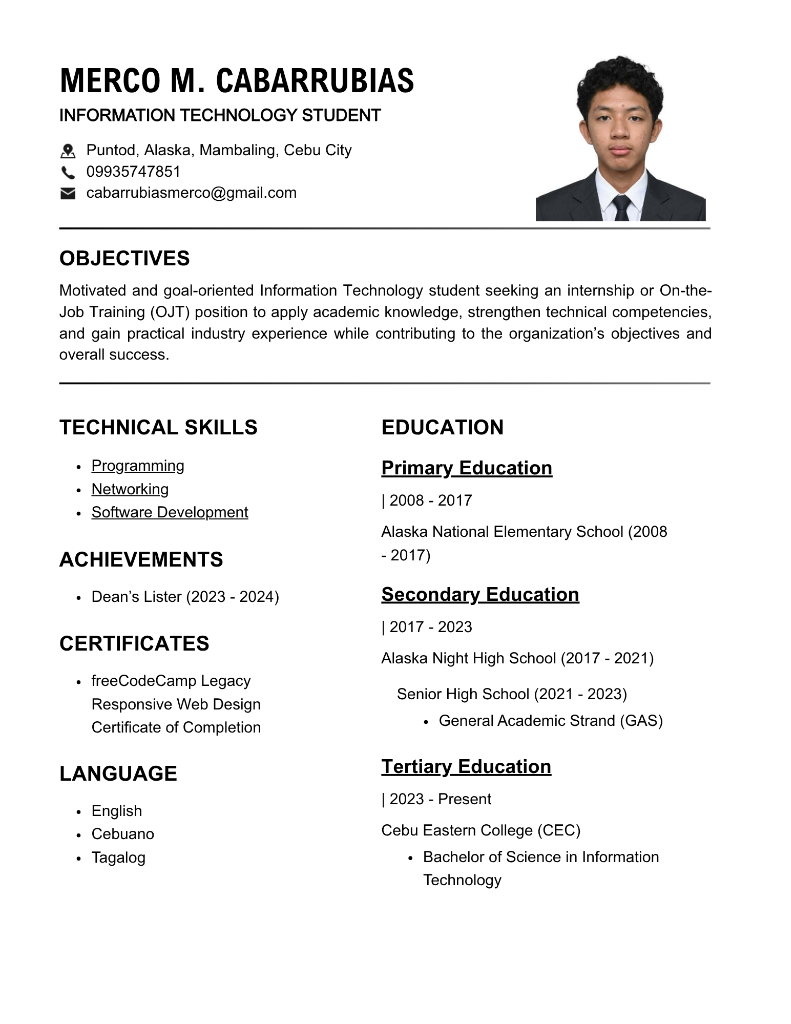 MERCO M. CABARRUBIAS
INFORMATION TECHNOLOGY STUDENT
Puntod, Alaska, Mambaling, Cebu City
09935747851
cabarrubiasmerco@gmail.com
OBJECTIVES
Motivated and goal-oriented Information Technology student seeking an internship or On-the-
Job Training (OJT) position to apply academic knowledge, strengthen technical competencies,
and gain practical industry experience while contributing to the organization’s objectives and
overall success.
TECHNICAL SKILLS
• Programming
• Networking
• Software Development
ACHIEVEMENTS
• Dean’s Lister (2023 - 2024)
CERTIFICATES
• freeCodeCamp Legacy
Responsive Web Design
Certificate of Completion
LANGUAGE
• English
• Cebuano
• Tagalog
EDUCATION
Primary Education
| 2008 - 2017
Alaska National Elementary School (2008
- 2017)
Secondary Education
| 2017 - 2023
Alaska Night High School (2017 - 2021)
Senior High School (2021 - 2023)
• General Academic Strand (GAS)
Tertiary Education
| 2023 - Present
Cebu Eastern College (CEC)
• Bachelor of Science in Information
Technology